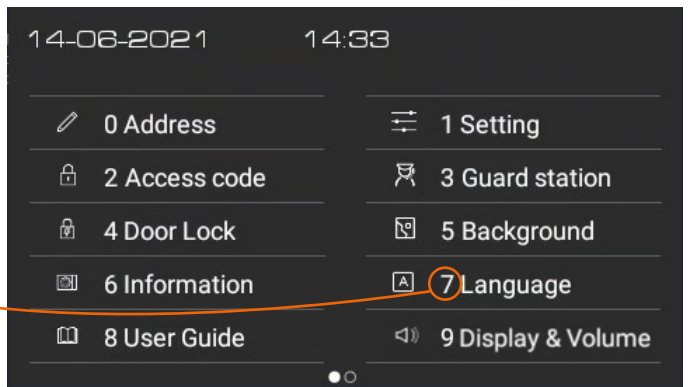 14-06-2021 14:33
0 Address 1 Setting
2 Access code 3 Guard station
4 Door Lock 5 Background
6 Information A 7 Language
8 User Guide 9 Display & Volume